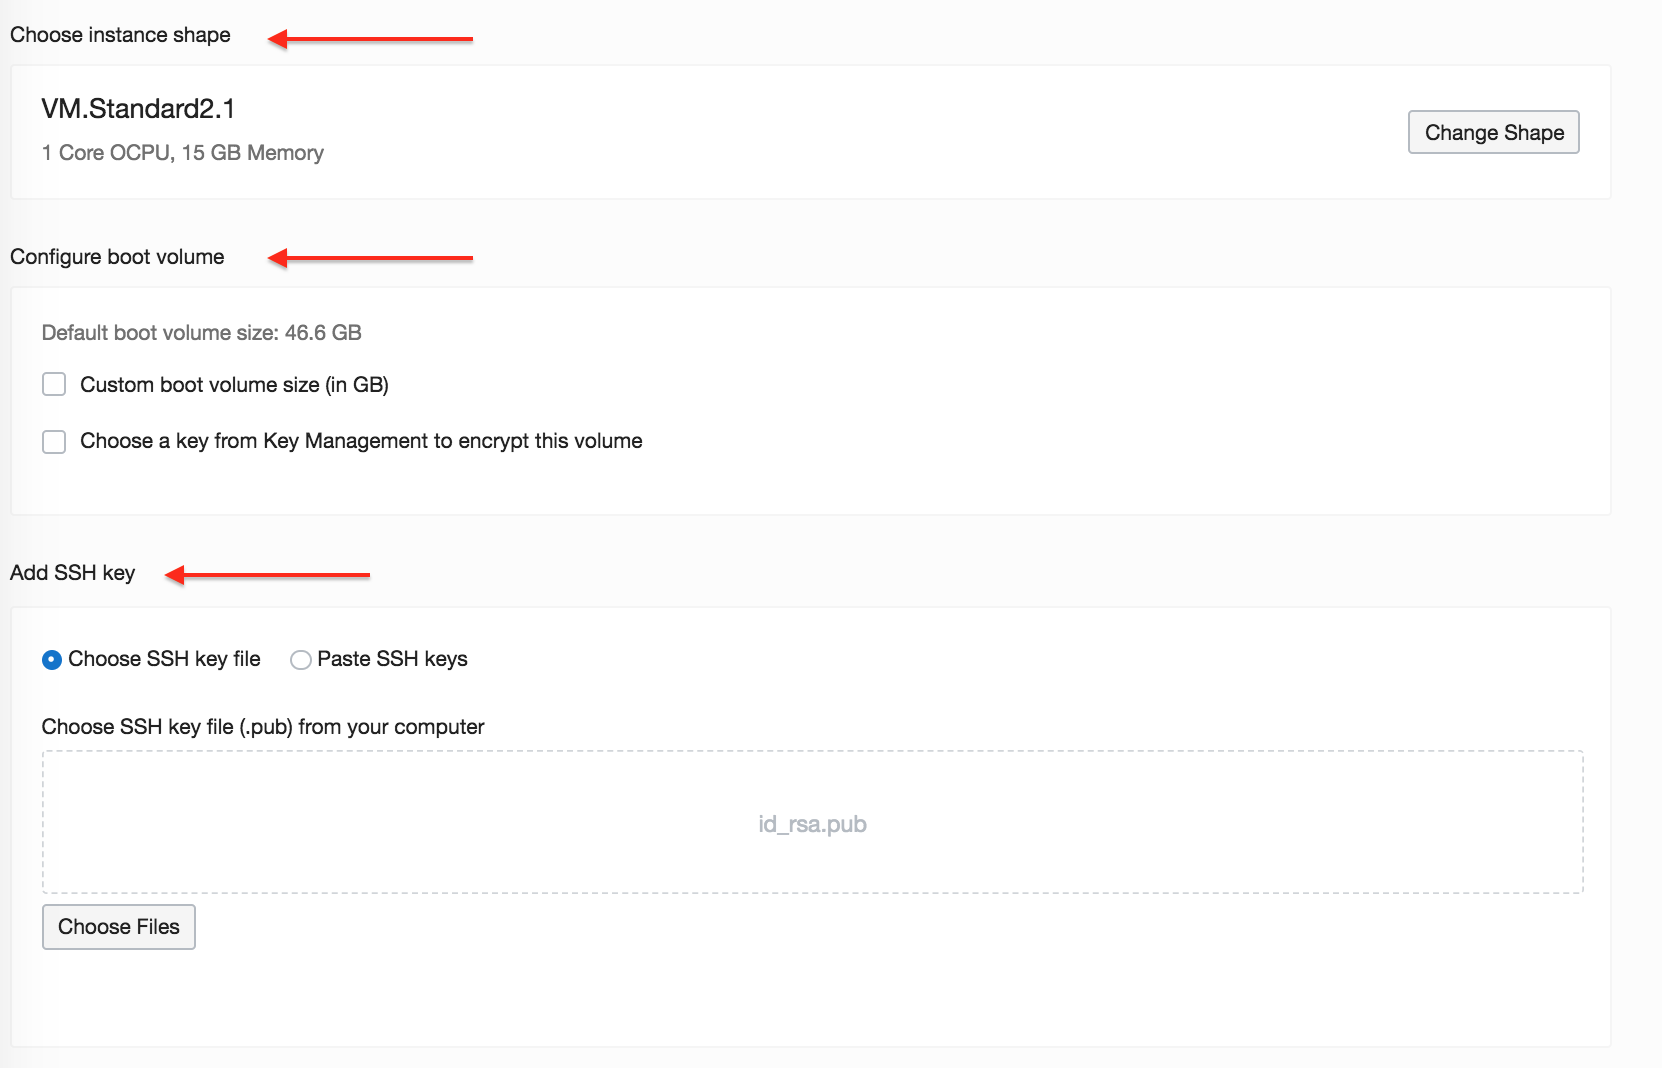 Choose instance shape
VM.Standard2.1
1 Core OCPU, 15 GB Memory
Change Shape
Configure boot volume
Default boot volume size: 46.6 GB
Custom boot volume size (in GB)
Choose a key from Key Management to encrypt this volume
Add SSH key
Choose SSH key file Paste SSH keys
Choose SSH key file (.pub) from your computer
id_rsa.pub
Choose Files